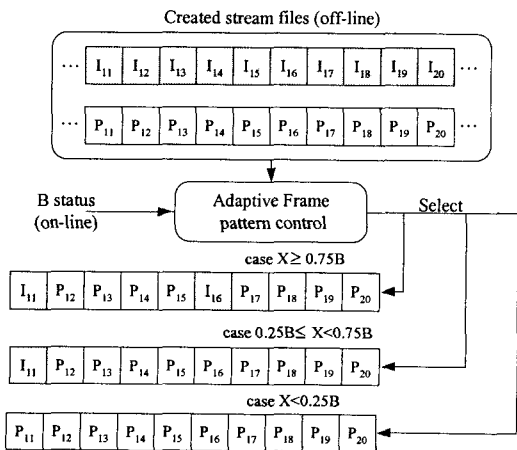 Created stream files (off-line)
··· I11 I12 I13 I14 I15 I16 I17 I18 I19 I20 ···
··· P11 P12 P13 P14 P15 P16 P17 P18 P19 P20 ···
B status
(on-line)
Adaptive Frame
pattern control
Select
case X≥ 0.75B
I11 P12 P13 P14 P15 I16 P17 P18 P19 P20
case 0.25B≤ X<0.75B
I11 P12 P13 P14 P15 P16 P17 P18 P19 P20
case X<0.25B
P11 P12 P13 P14 P15 P16 P17 P18 P19 P20